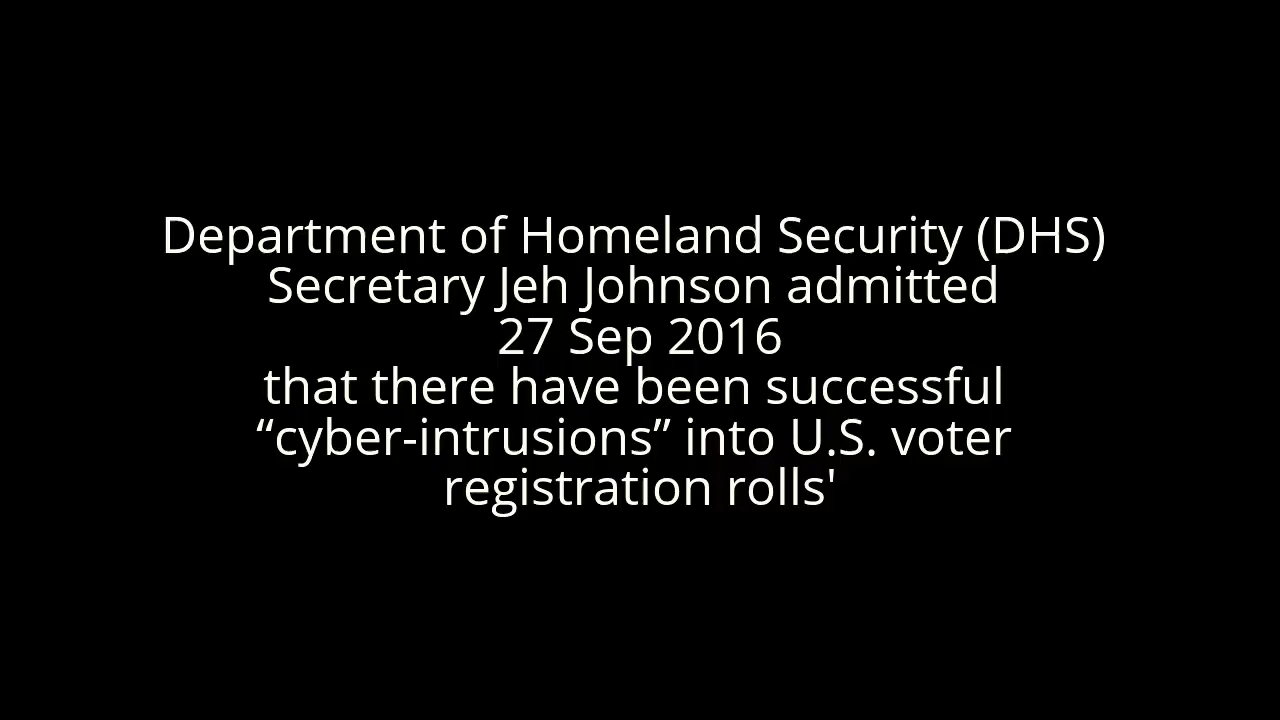 Department of Homeland Security (DHS)
Secretary Jeh Johnson admitted
27 Sep 2016
that there have been successful
“cyber-intrusions” into U.S. voter
registration rolls'